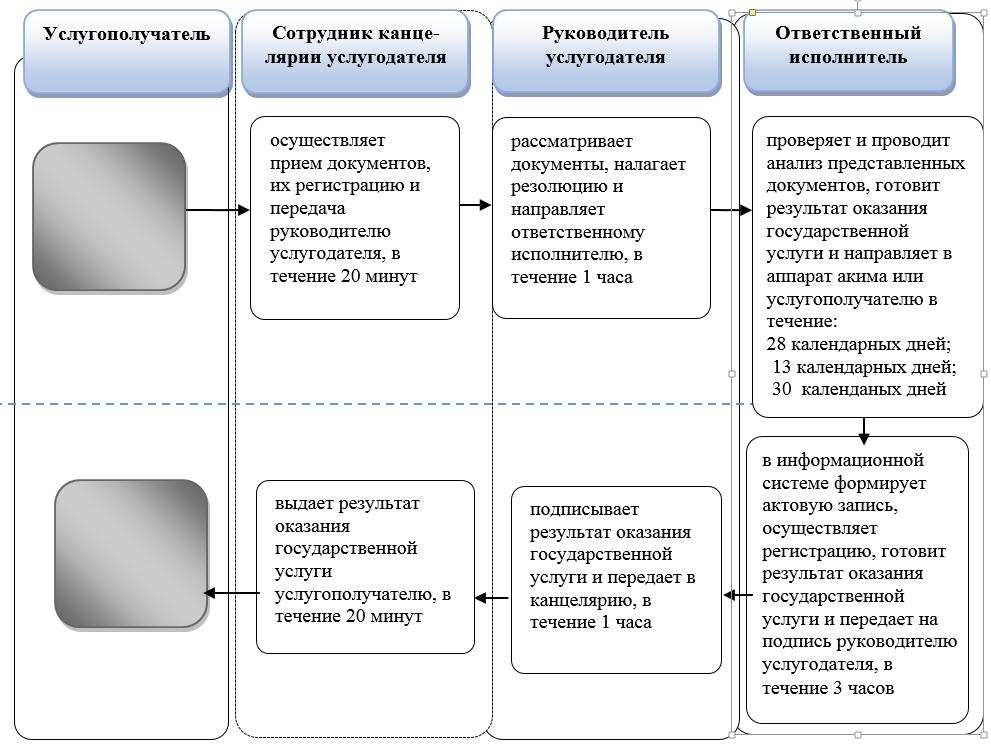 Услугополучатель
Сотрудник канце-
лярии услугодателя
Руководитель
услугодателя
Ответственный
исполнитель
осуществляет
прием документов,
их регистрацию и
передача
руководителю
услугодателя, в
течение 20 минут
рассматривает
документы, налагает
резолюцию и
направляет
ответственному
исполнителю, в
течение 1 часа
проверяет и проводит
анализ представленных
документов, готовит
результат оказания
государственной
услуги и направляет в
аппарат акима или
услугополучателю в
течение:
28 календарных дней;
13 календарных дней;
30 календаных дней
выдает результат
оказания
государственной
услуги
услугополучателю, в
течение 20 минут
подписывает
результат оказания
государственной
услуги и передает в
канцелярию, в
течение 1 часа
в информационной
системе формирует
актовую запись,
осуществляет
регистрацию, готовит
результат оказания
государственной
услуги и передает на
подпись руководителю
услугодателя, в
течение 3 часов